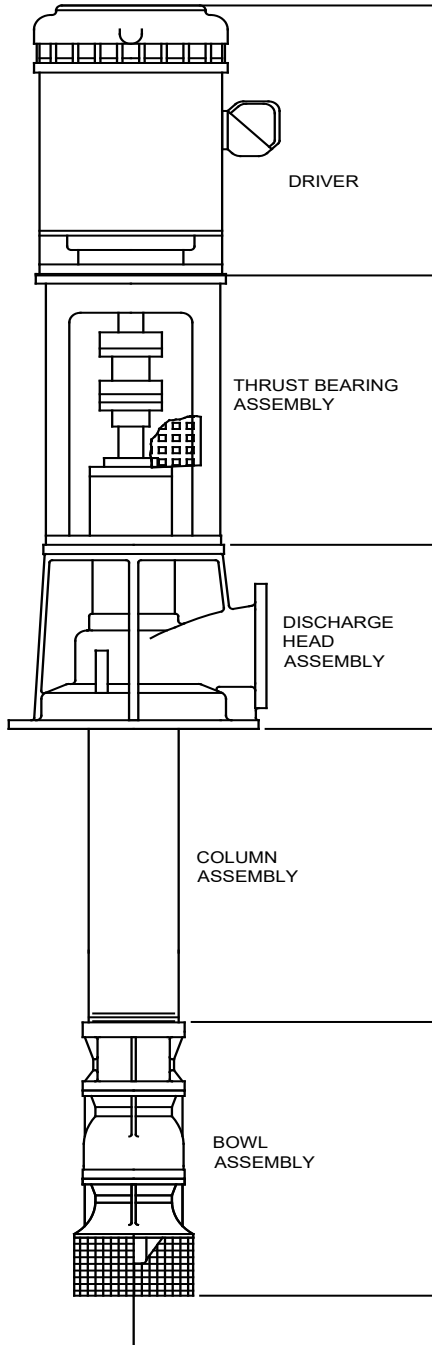 DRIVER
THRUST BEARING
ASSEMBLY
DISCHARGE
HEAD
ASSEMBLY
COLUMN
ASSEMBLY
BOWL
ASSEMBLY